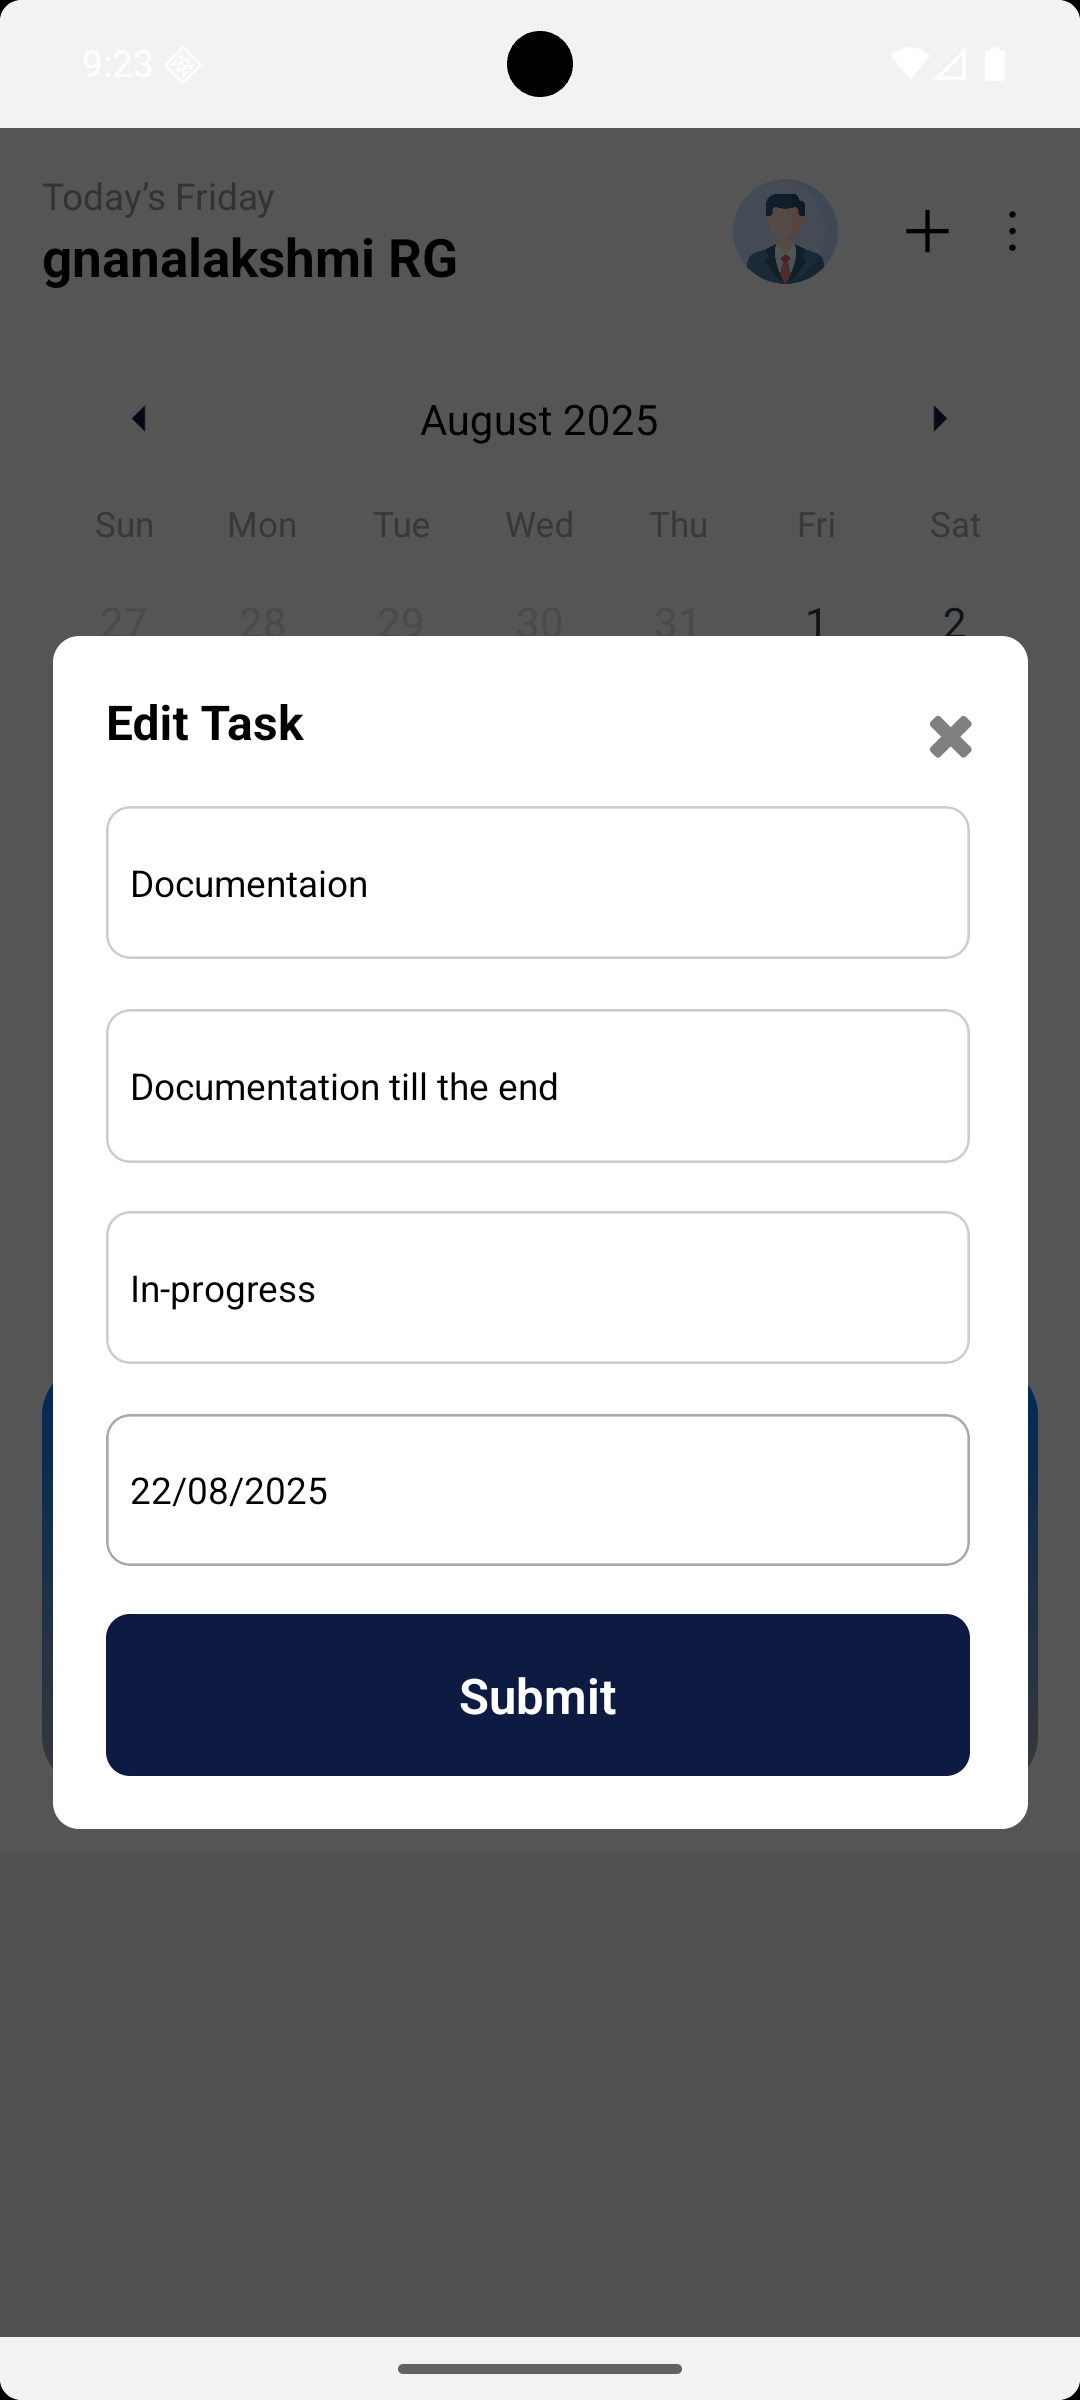 9:23
Today's Friday
gnanalakshmi RG
August 2025
Sun Mon Tue Wed Thu Fri Sat
27 28 29 30 31 1 2
Edit Task
Documentaion
Documentation till the end
In-progress
22/08/2025
Submit